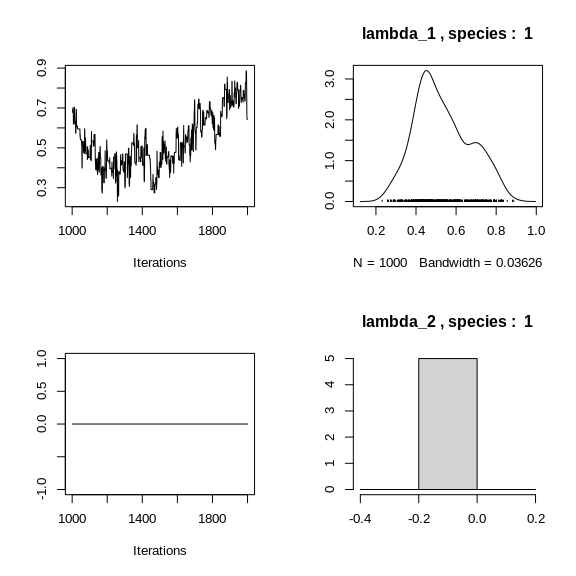 lambda_1 , species :  1
0.9
0.7
0.5
0.3
1000 1400 1800
Iterations
3.0
2.0
1.0
0.0
0.2 0.4 0.6 0.8 1.0
N = 1000   Bandwidth = 0.03626
lambda_2 , species :  1
1.0
0.5
0.0
-1.0
1000 1400 1800
Iterations
5
4
3
2
1
0
-0.4 -0.2 0.0 0.2